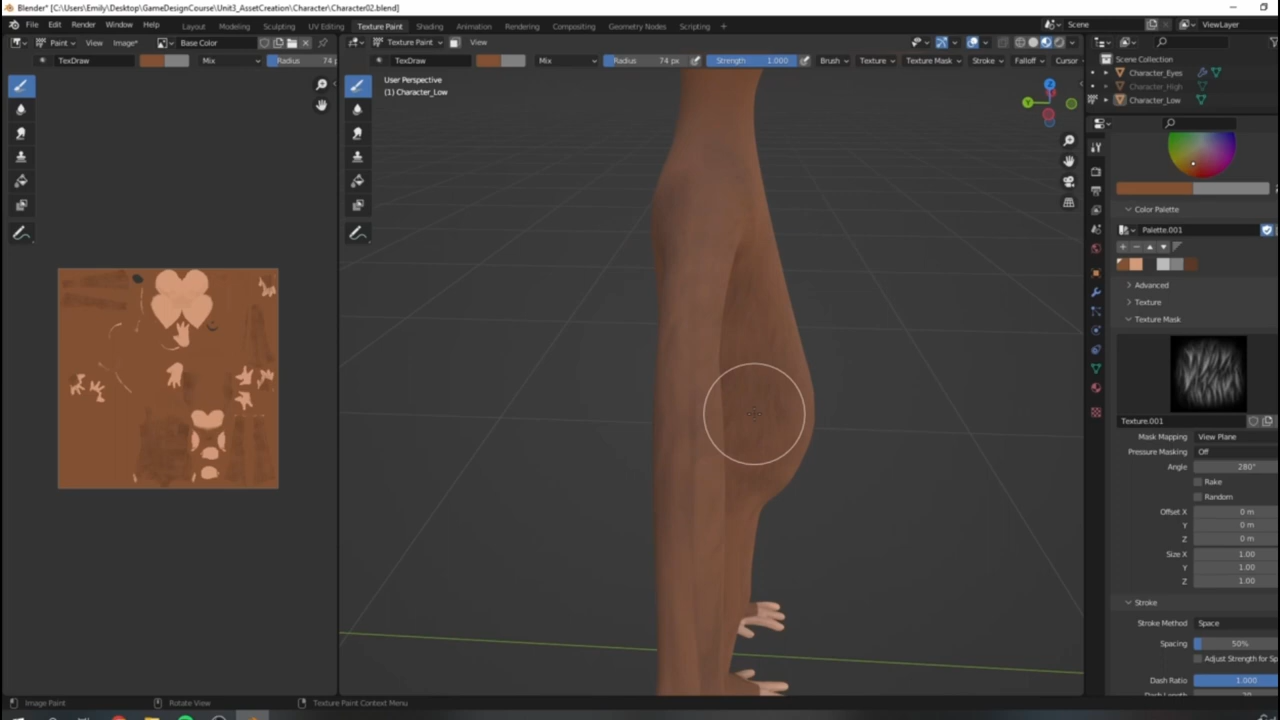 Blender* [C:\Users\Emily\Desktop\GameDesignCourse\Unit3_AssetCreation\Character\Character02.blend]
File Edit Render Window Help Layout Modeling Sculpting UV Editing Texture Paint Shading Animation Rendering Compositing Geometry Nodes Scripting + Scene ViewLayer
Paint View Image* Base Color Texture Paint View
TexDraw Mix Radius 74 p TexDraw Mix Radius 74 px Strength 1.000 Brush Texture Texture Mask Stroke Falloff Cursor
Scene Collection
Character_Eyes
Character_High
Character_Low
User Perspective
(1) Character_Low
Z
Y
Color Palette
Palette.001
Advanced
Texture
Texture Mask
Texture.001
Mask Mapping View Plane
Pressure Masking Off
Angle 280°
Rake
Random
Offset X 0 m
Y 0 m
Z 0 m
Size X 1.00
Y 1.00
Z 1.00
Stroke
Stroke Method Space
Spacing 50%
Adjust Strength for Sp
Dash Ratio 1.000
Image Paint Rotate View Texture Paint Context Menu